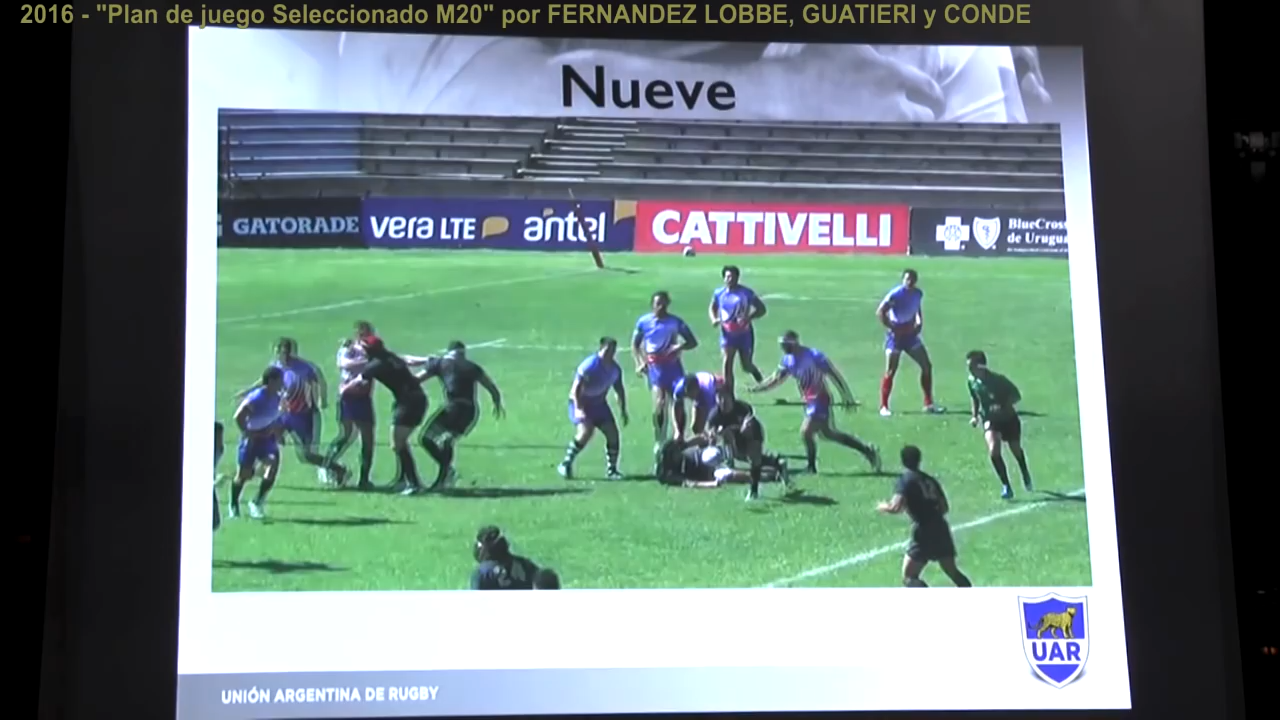 2016 - "Plan de juego Seleccionado M20" por FERNANDEZ LOBBE, GUATIERI y CONDE
Nueve
GATORADE
vera LTE antel
CATTIVELLI
BlueCross
de Urugu
UAR
UNIÓN ARGENTINA DE RUGBY